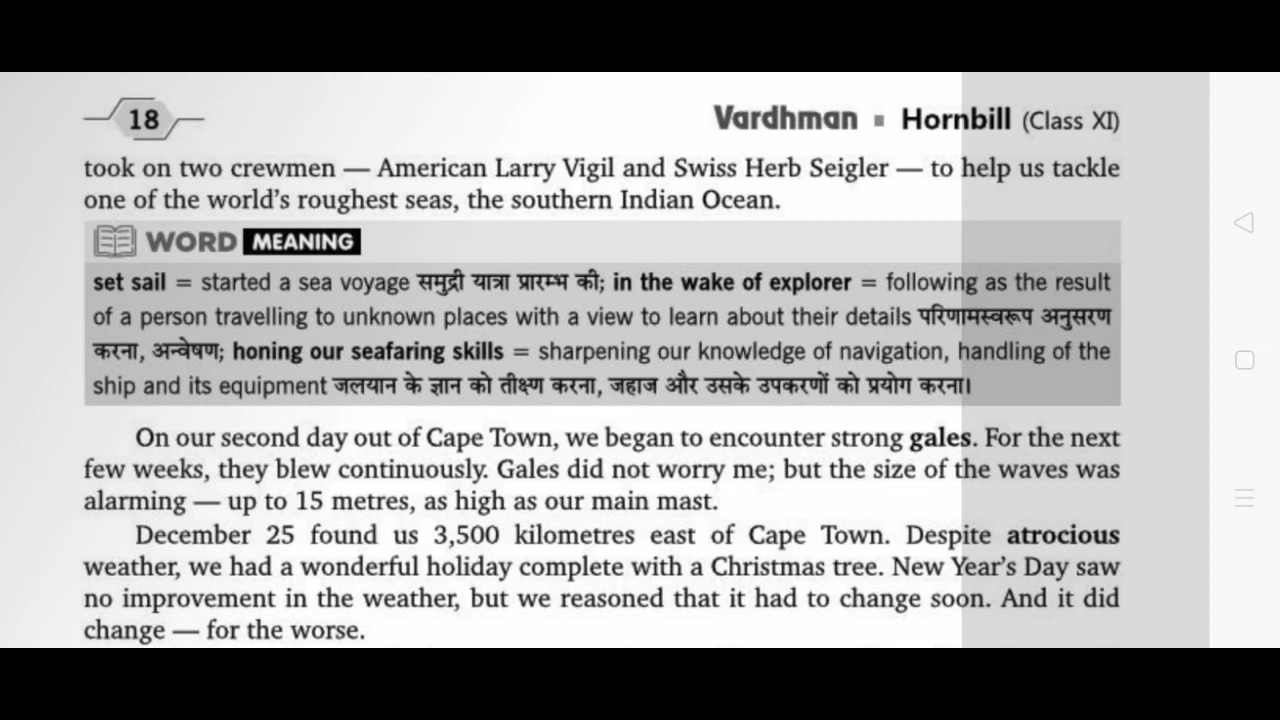 18
Vardhman ▪ Hornbill (Class XI)
took on two crewmen — American Larry Vigil and Swiss Herb Seigler — to help us tackle
one of the world's roughest seas, the southern Indian Ocean.
WORD MEANING
set sail = started a sea voyage समुद्री यात्रा प्रारम्भ की; in the wake of explorer = following as the result
of a person travelling to unknown places with a view to learn about their details परिणामस्वरूप अनुसरण
करना, अन्वेषण; honing our seafaring skills = sharpening our knowledge of navigation, handling of the
ship and its equipment जलयान के ज्ञान को तीक्ष्ण करना, जहाज और उसके उपकरणों को प्रयोग करना।
On our second day out of Cape Town, we began to encounter strong gales. For the next
few weeks, they blew continuously. Gales did not worry me; but the size of the waves was
alarming — up to 15 metres, as high as our main mast.
December 25 found us 3,500 kilometres east of Cape Town. Despite atrocious
weather, we had a wonderful holiday complete with a Christmas tree. New Year's Day saw
no improvement in the weather, but we reasoned that it had to change soon. And it did
change — for the worse.